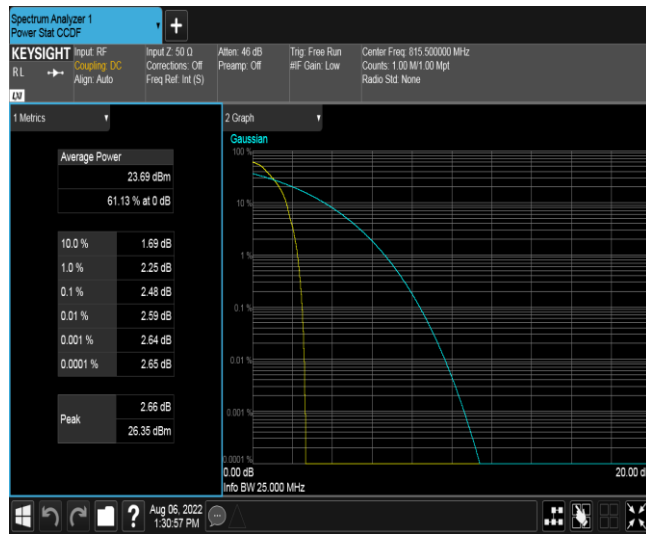 Spectrum Analyzer 1
Power Stat CCDF
+
KEYSIGHT
RL
LXI
Input: RF
Coupling: DC
Align: Auto
Input Z: 50 Ω
Corrections: Off
Freq Ref: Int (S)
Atten: 46 dB
Preamp: Off
Trig: Free Run
#IF Gain: Low
Center Freq: 815.500000 MHz
Counts: 1.00 M/1.00 Mpt
Radio Std: None
1 Metrics
Average Power
23.69 dBm
61.13 % at 0 dB
10.0 % 1.69 dB
1.0 % 2.25 dB
0.1 % 2.48 dB
0.01 % 2.59 dB
0.001 % 2.64 dB
0.0001 % 2.65 dB
Peak
2.66 dB
26.35 dBm
2 Graph
Gaussian
100 %
10 %
1 %
0.1 %
0.01 %
0.001 %
0.0001 %
0.00 dB
20.00 d
Info BW 25.000 MHz
?
Aug 06, 2022
1:30:57 PM